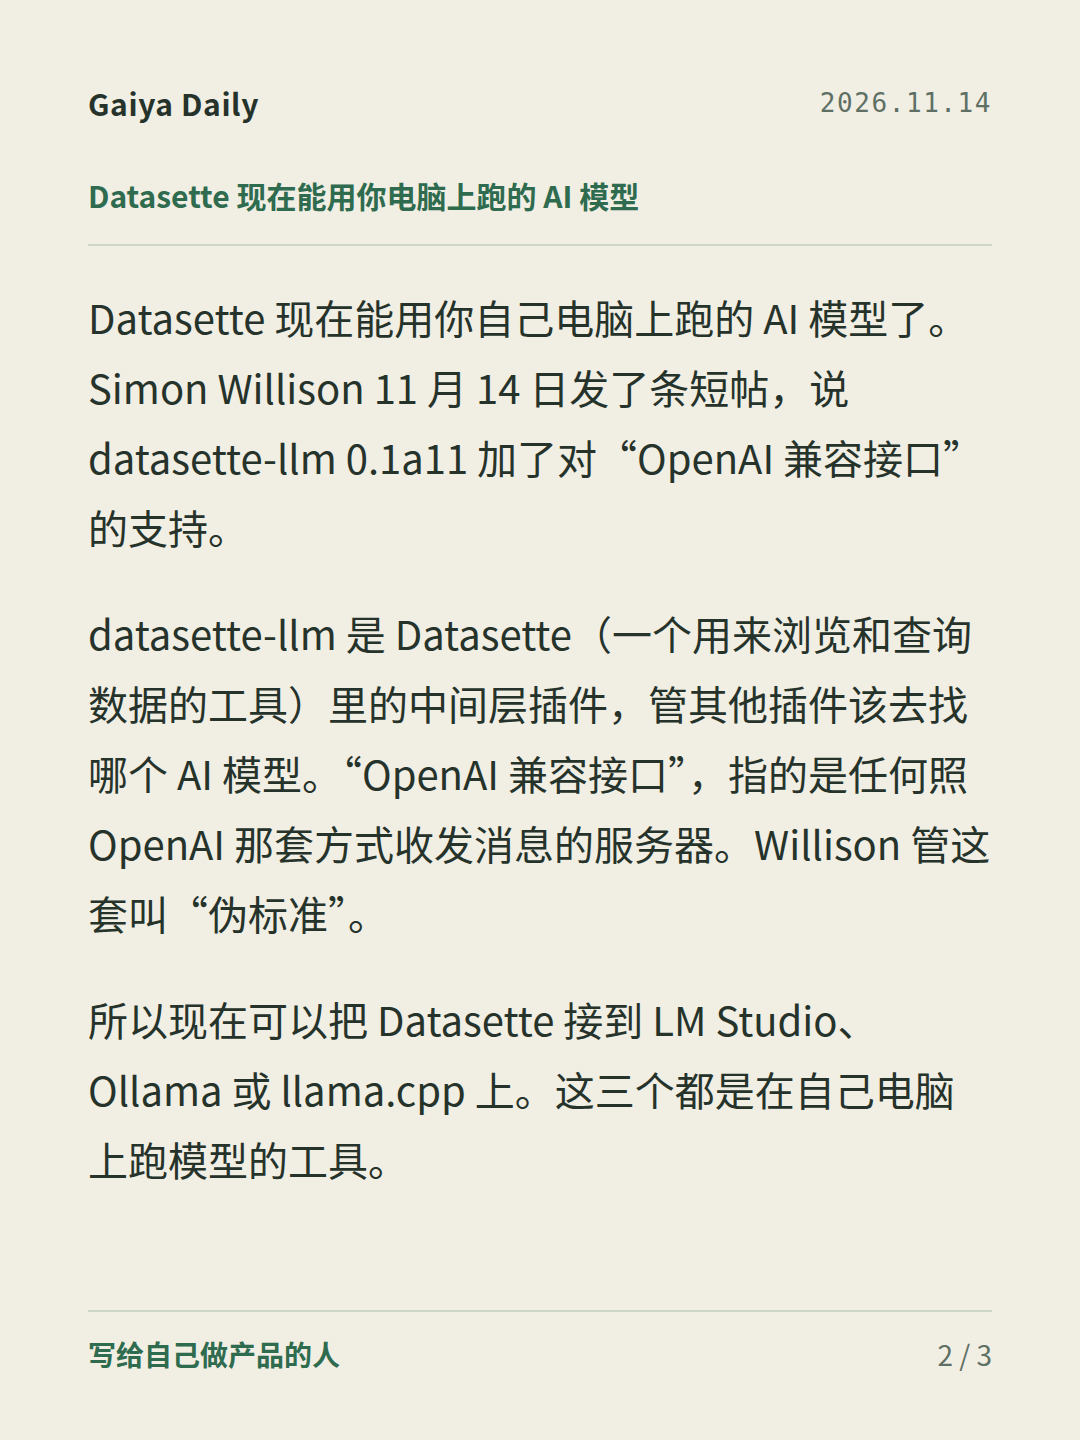 Gaiya Daily
2026.11.14
Datasette 现在能用你电脑上跑的 AI 模型
Datasette 现在能用你自己电脑上跑的 AI 模型了。
Simon Willison 11 月 14 日发了条短帖，说
datasette-llm 0.1a11 加了对“OpenAI 兼容接口”
的支持。
datasette-llm 是 Datasette（一个用来浏览和查询
数据的工具）里的中间层插件，管其他插件该去找
哪个 AI 模型。“OpenAI 兼容接口”，指的是任何照
OpenAI 那套方式收发消息的服务器。Willison 管这
套叫“伪标准”。
所以现在可以把 Datasette 接到 LM Studio、
Ollama 或 llama.cpp 上。这三个都是在自己电脑
上跑模型的工具。
写给自己做产品的人
2 / 3